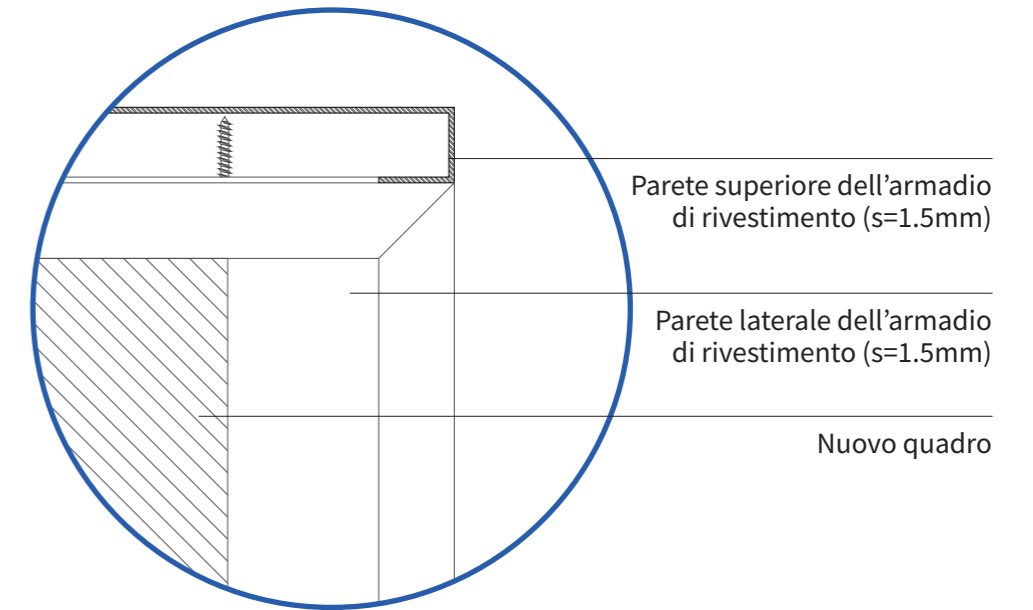 Parete superiore dell’armadio
di rivestimento (s=1.5mm)
Parete laterale dell’armadio
di rivestimento (s=1.5mm)
Nuovo quadro